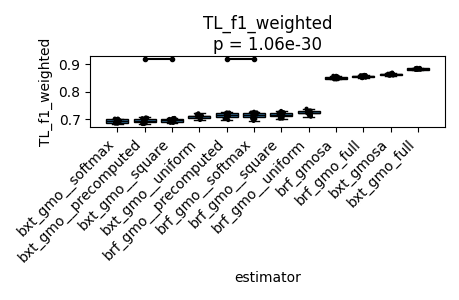 TL_f1_weighted
p = 1.06e-30
TL_f1_weighted
0.9
0.8
0.7
bxt_gmo__softmax
bxt_gmo__precomputed
bxt_gmo__square
bxt_gmo__uniform
brf_gmo__precomputed
brf_gmo__softmax
brf_gmo__square
brf_gmo__uniform
brf_gmosa
brf_gmo_full
bxt_gmosa
bxt_gmo_full
estimator